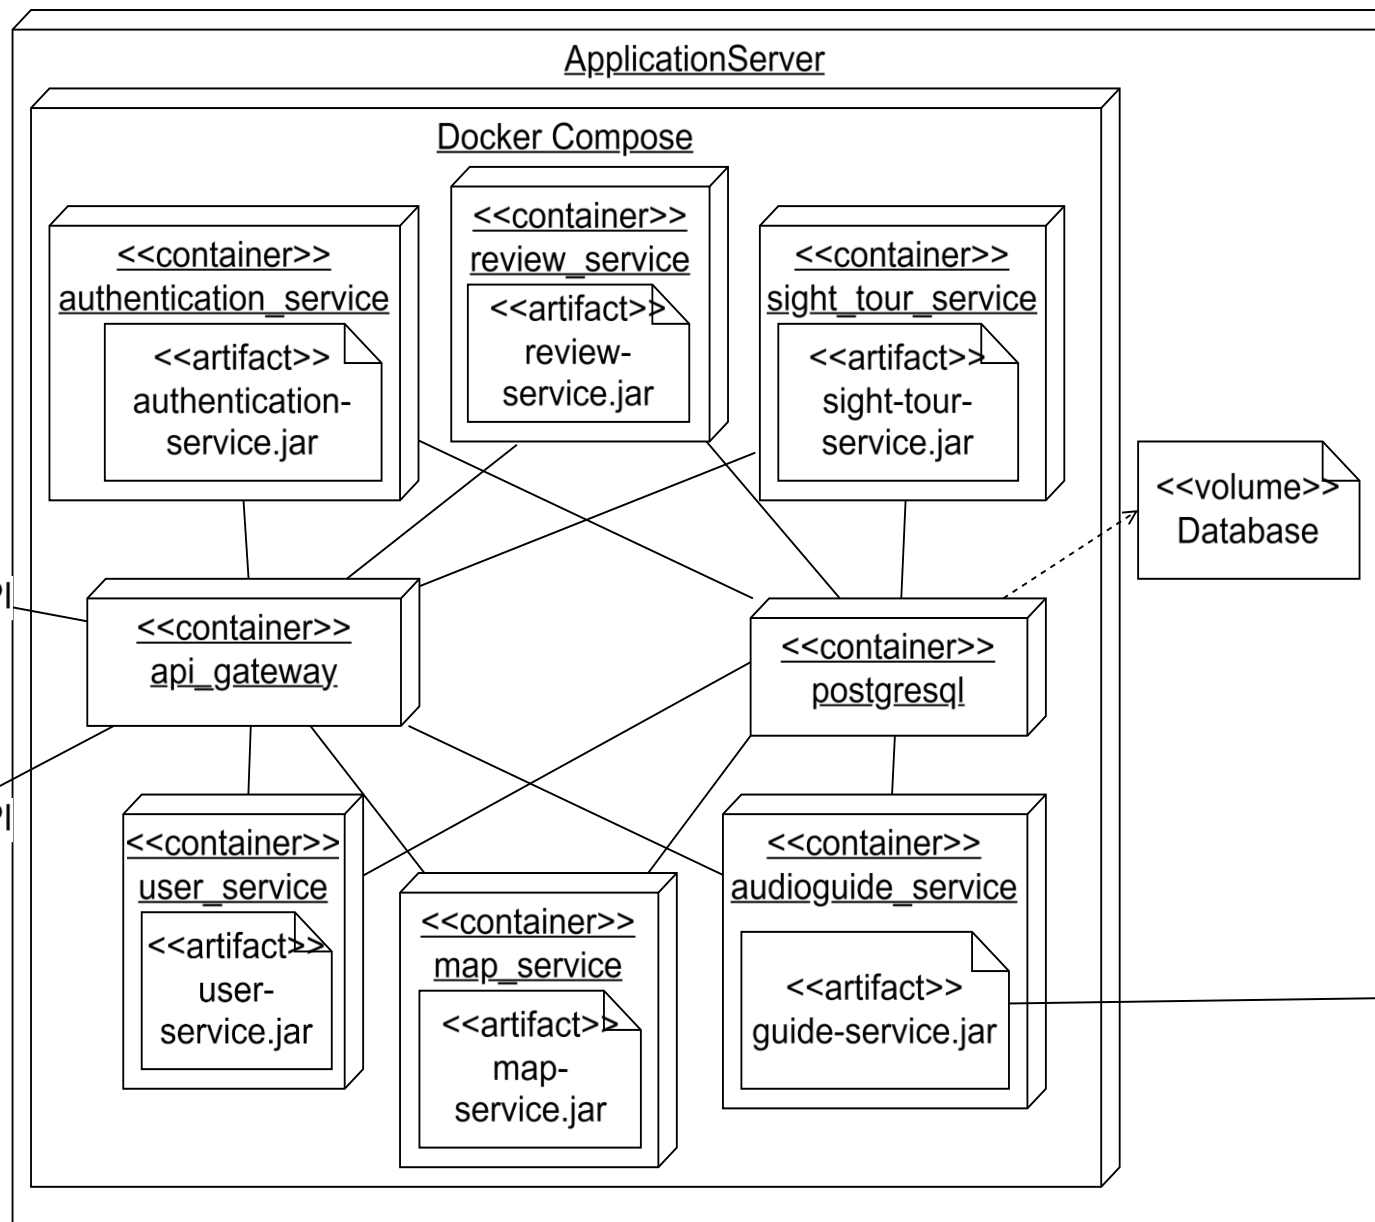 ApplicationServer
Docker Compose
<<container>>
authentication_service
<<artifact>>
authentication-
service.jar
<<container>>
review_service
<<artifact>>
review-
service.jar
<<container>>
sight_tour_service
<<artifact>>
sight-tour-
service.jar
<<volume>>
Database
<<container>>
api_gateway
<<container>>
postgresql
<<container>>
user_service
<<artifact>>
user-
service.jar
<<container>>
map_service
<<artifact>>
map-
service.jar
<<container>>
audioguide_service
<<artifact>>
guide-service.jar